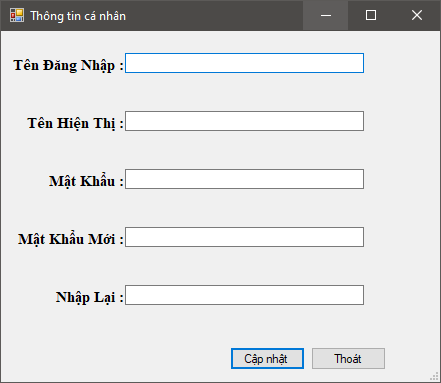 Thông tin cá nhân
Tên Đăng Nhập :
Tên Hiện Thị :
Mật Khẩu :
Mật Khẩu Mới :
Nhập Lại :
Cập nhật Thoát